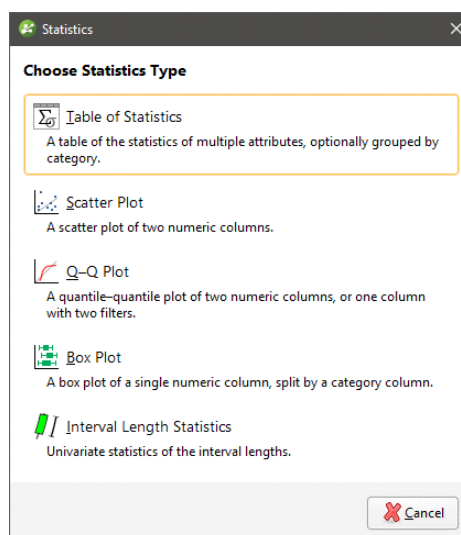 Statistics
Choose Statistics Type
Table of Statistics
A table of the statistics of multiple attributes, optionally grouped by
category.
Scatter Plot
A scatter plot of two numeric columns.
Q–Q Plot
A quantile–quantile plot of two numeric columns, or one column
with two filters.
Box Plot
A box plot of a single numeric column, split by a category column.
Interval Length Statistics
Univariate statistics of the interval lengths.
Cancel